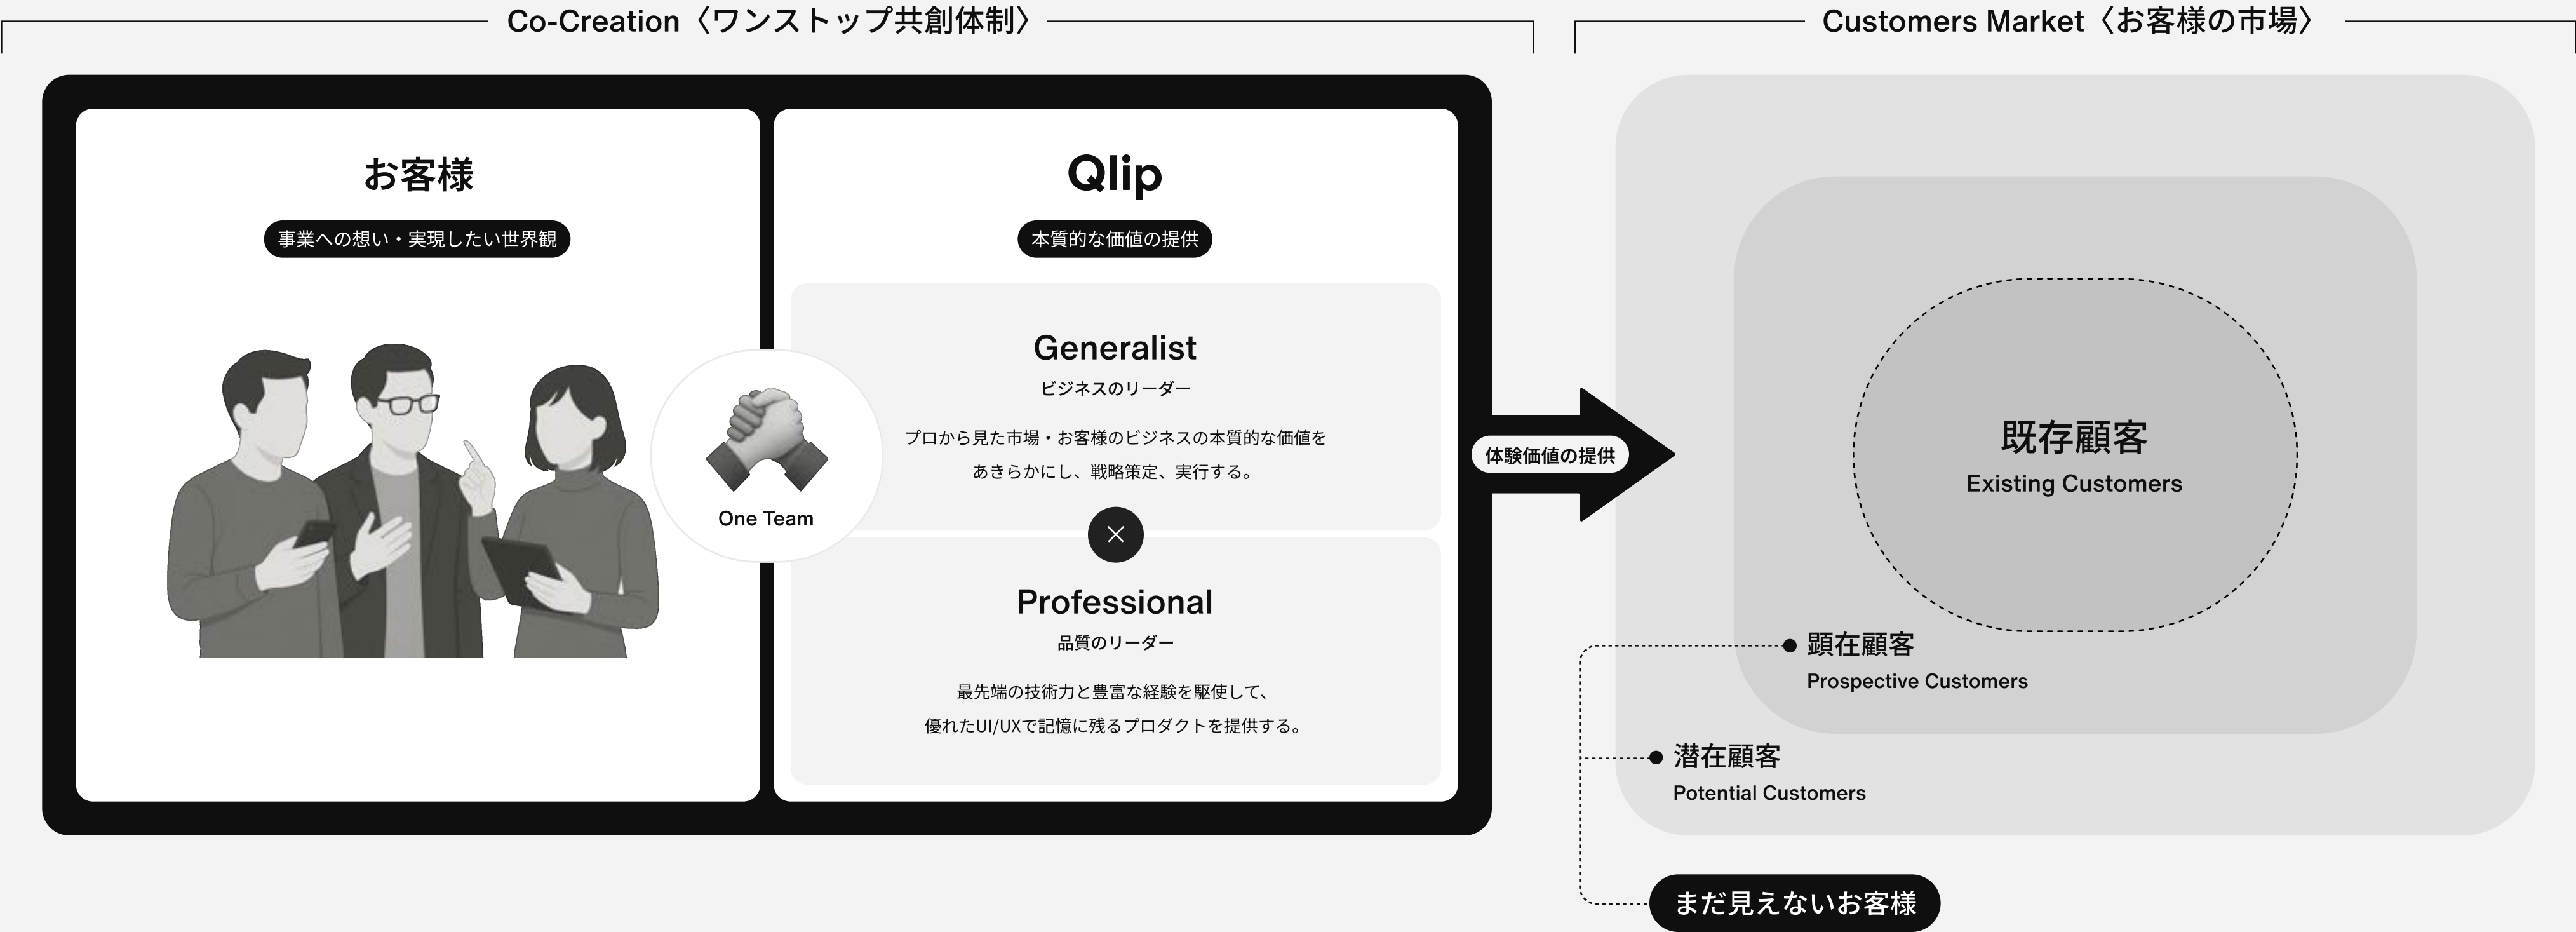 Co-Creation〈ワンストップ共創体制〉
Customers Market〈お客様の市場〉
お客様
事業への想い・実現したい世界観
One Team
Qlip
本質的な価値の提供
Generalist
ビジネスのリーダー
プロから見た市場・お客様のビジネスの本質的な価値を
あきらかにし、戦略策定、実行する。
×
Professional
品質のリーダー
最先端の技術力と豊富な経験を駆使して、
優れたUI/UXで記憶に残るプロダクトを提供する。
体験価値の提供
既存顧客
Existing Customers
顕在顧客
Prospective Customers
潜在顧客
Potential Customers
まだ見えないお客様